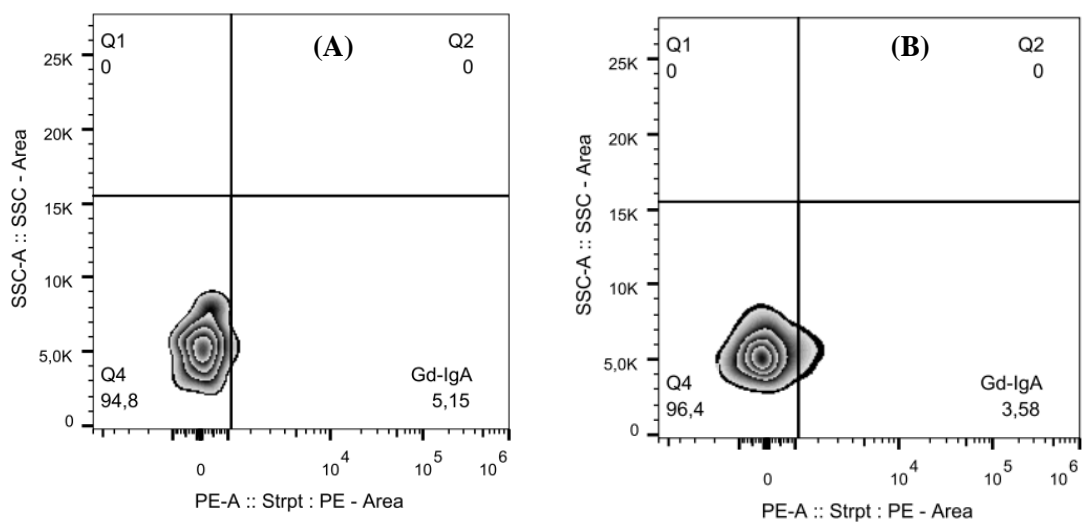 (A)
Q1
0
Q2
0
25K
20K
15K
10K
5,0K
0
SSC-A :: SSC - Area
Q4
94,8
Gd-IgA
5,15
0
10^4
10^5
10^6
PE-A :: Strpt : PE - Area
(B)
Q1
0
Q2
0
25K
20K
15K
10K
5,0K
0
SSC-A :: SSC - Area
Q4
96,4
Gd-IgA
3,58
0
10^4
10^5
10^6
PE-A :: Strpt : PE - Area